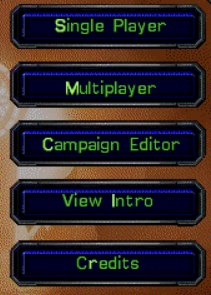 Single Player
Multiplayer
Campaign Editor
View Intro
Credits